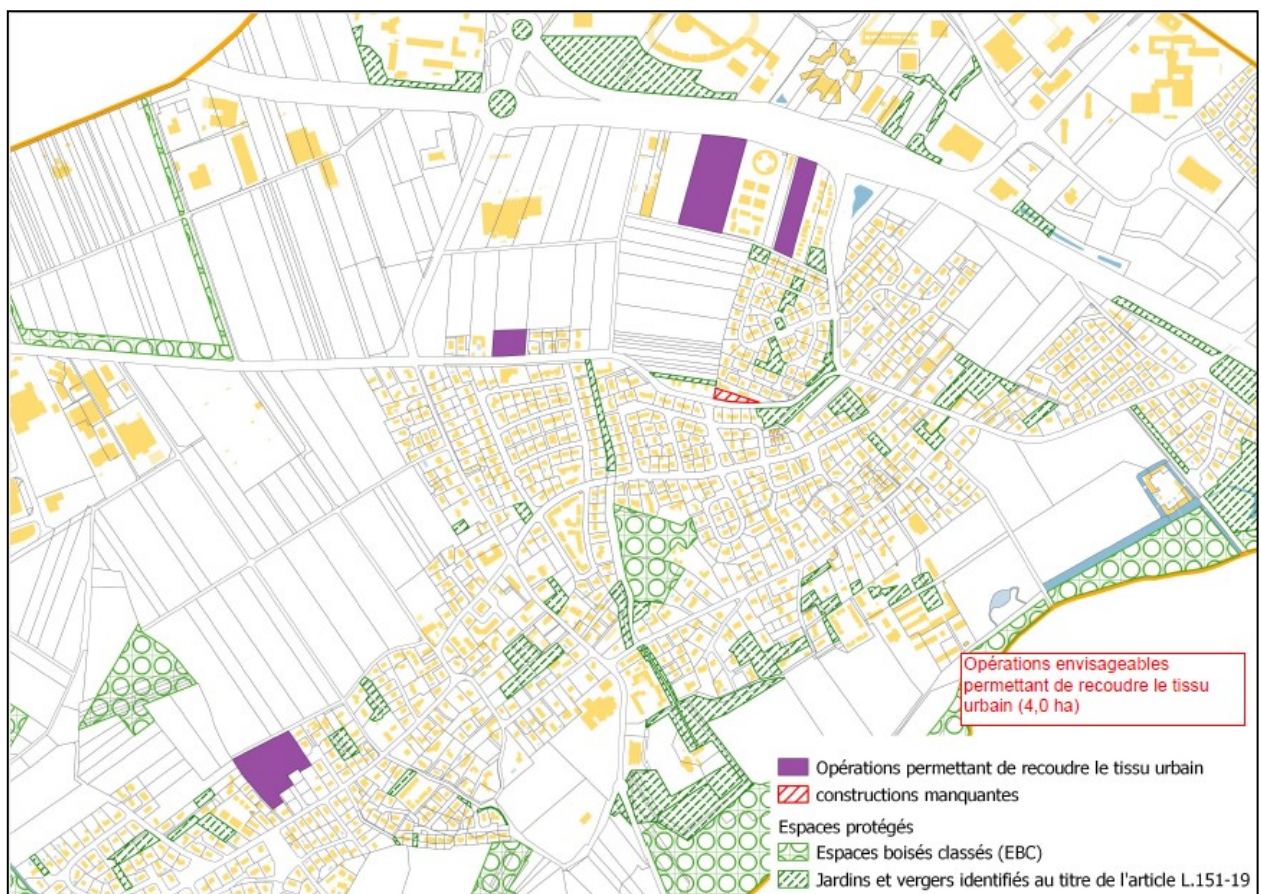 Opérations envisageables
permettant de recoudre le tissu
urbain (4,0 ha)
Opérations permettant de recoudre le tissu urbain
constructions manquantes
Espaces protégés
Espaces boisés classés (EBC)
Jardins et vergers identifiés au titre de l'article L.151-19